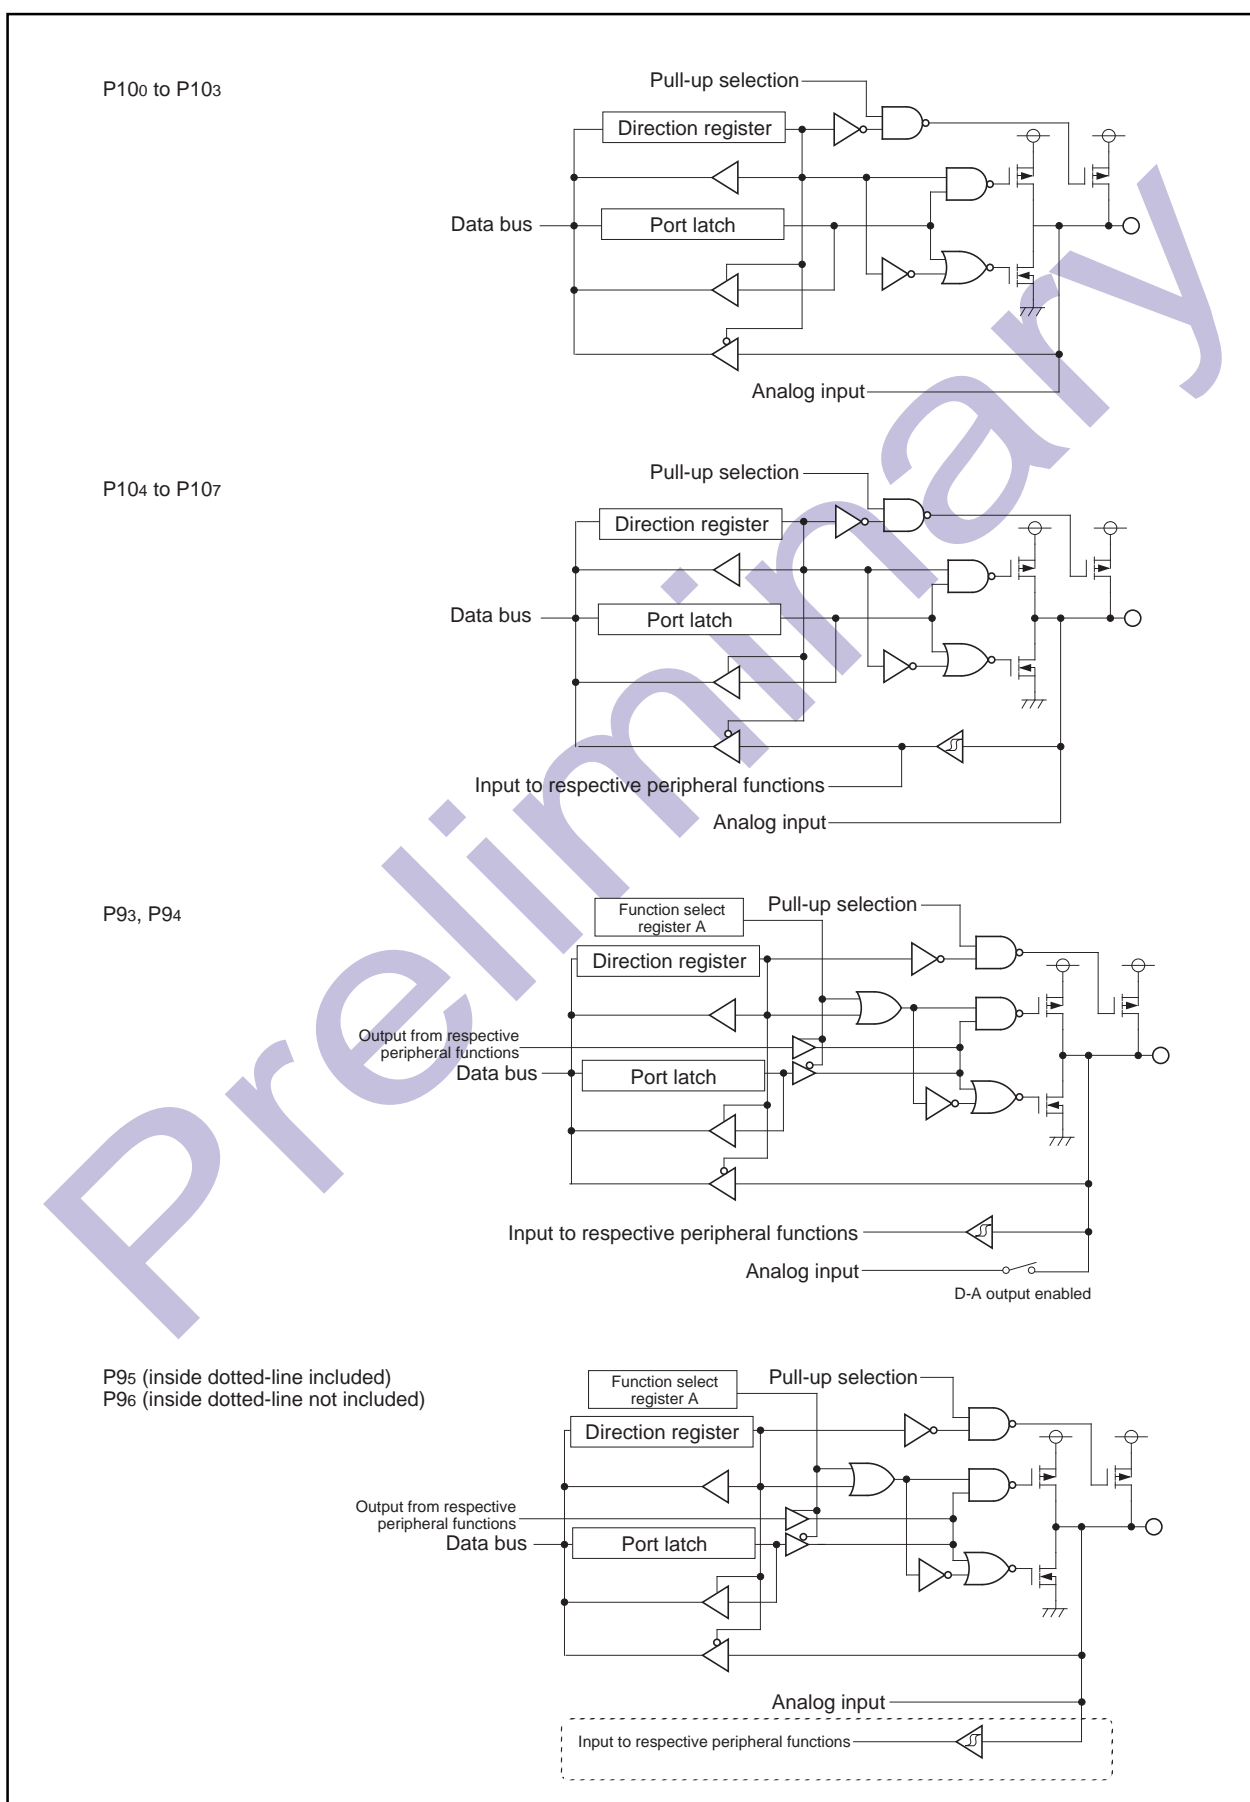 P100 to P103
Pull-up selection
Direction register
Data bus
Port latch
Analog input
P104 to P107
Pull-up selection
Direction register
Data bus
Port latch
Input to respective peripheral functions
Analog input
P93, P94
Function select
register A
Pull-up selection
Direction register
Output from respective
peripheral functions
Data bus
Port latch
Input to respective peripheral functions
Analog input
D-A output enabled
P95 (inside dotted-line included)
P96 (inside dotted-line not included)
Function select
register A
Pull-up selection
Direction register
Output from respective
peripheral functions
Data bus
Port latch
Analog input
Input to respective peripheral functions
Preliminary